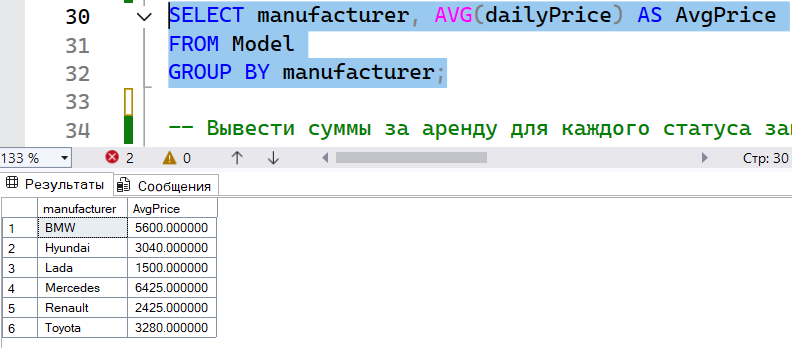 30 SELECT manufacturer, AVG(dailyPrice) AS AvgPrice
31 FROM Model
32 GROUP BY manufacturer;
33
34 -- Вывести суммы за аренду для каждого статуса за
133 % 2 0 Стр: 30
Результаты Сообщения
manufacturer AvgPrice
1 BMW 5600.000000
2 Hyundai 3040.000000
3 Lada 1500.000000
4 Mercedes 6425.000000
5 Renault 2425.000000
6 Toyota 3280.000000